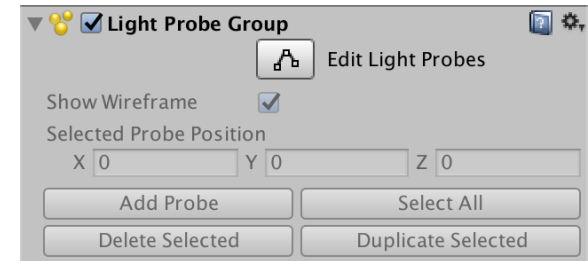 Light Probe Group
Edit Light Probes
Show Wireframe
Selected Probe Position
X 0 Y 0 Z 0
Add Probe Select All
Delete Selected Duplicate Selected